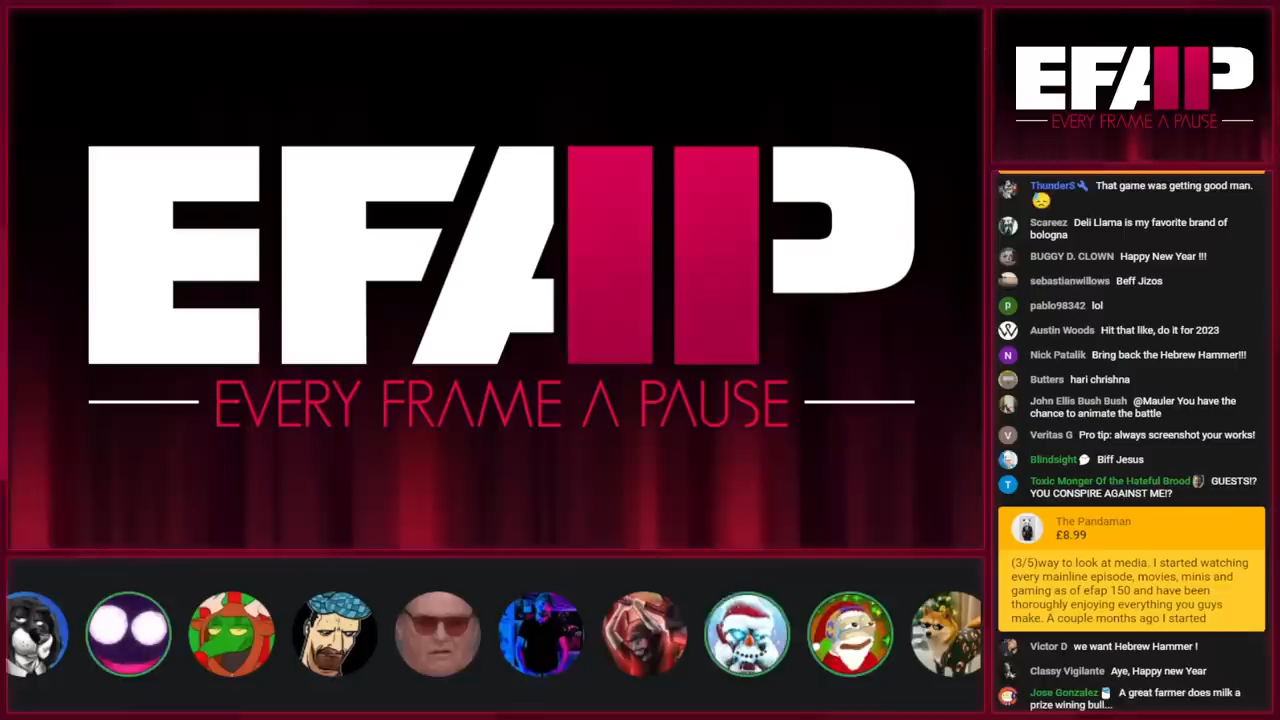 EFAP
EVERY FRAME A PAUSE
EFAP
EVERY FRAME A PAUSE
ThunderS That game was getting good man.
Scareez Deli Llama is my favorite brand of
bologna
BUGGY D. CLOWN Happy New Year !!!
sebastianwillows Beff Jizos
P pablo98342 lol
W Austin Woods Hit that like, do it for 2023
N Nick Patalik Bring back the Hebrew Hammer!!!
Butters hari chrishna
John Ellis Bush Bush @Mauler You have the
chance to animate the battle
V Veritas G Pro tip: always screenshot your works!
Blindsight Biff Jesus
T Toxic Monger Of the Hateful Brood GUESTS!?
YOU CONSPIRE AGAINST ME!?
The Pandaman
£8.99
(3/5)way to look at media. I started watching
every mainline episode, movies, minis and
gaming as of efap 150 and have been
thoroughly enjoying everything you guys
make. A couple months ago I started
Victor D we want Hebrew Hammer !
Classy Vigilante Aye, Happy new Year
Jose Gonzalez A great farmer does milk a
prize wining bull...